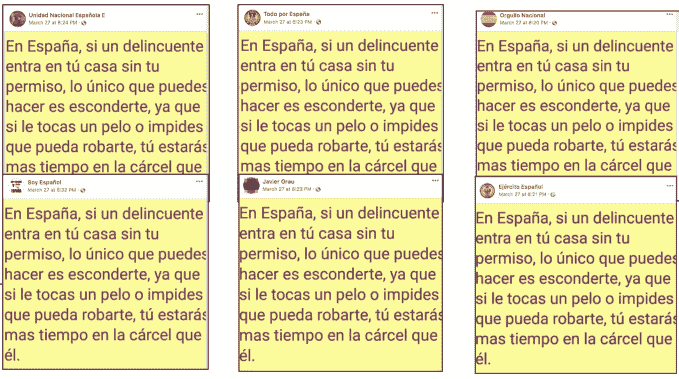 Unidad Nacional Española E
March 27 at 8:24 PM
En España, si un delincuente
entra en tú casa sin tu
permiso, lo único que puedes
hacer es esconderte, ya que
si le tocas un pelo o impides
que pueda robarte, tú estarás
mas tiempo en la cárcel que
Todo por España
March 27 at 8:23 PM
En España, si un delincuente
entra en tú casa sin tu
permiso, lo único que puedes
hacer es esconderte, ya que
si le tocas un pelo o impides
que pueda robarte, tú estarás
mas tiempo en la cárcel que
Orgullo Nacional
March 27 at 8:20 PM
En España, si un delincuente
entra en tú casa sin tu
permiso, lo único que puedes
hacer es esconderte, ya que
si le tocas un pelo o impides
que pueda robarte, tú estarás
mas tiempo en la cárcel que
Soy Español
March 27 at 8:22 PM
En España, si un delincuente
entra en tú casa sin tu
permiso, lo único que puedes
hacer es esconderte, ya que
si le tocas un pelo o impides
que pueda robarte, tú estarás
mas tiempo en la cárcel que
él.
Javier Grau
March 27 at 8:23 PM
En España, si un delincuente
entra en tú casa sin tu
permiso, lo único que puedes
hacer es esconderte, ya que
si le tocas un pelo o impides
que pueda robarte, tú estarás
mas tiempo en la cárcel que
él.
Ejército Español
March 27 at 8:21 PM
En España, si un delincuente
entra en tú casa sin tu
permiso, lo único que puedes
hacer es esconderte, ya que
si le tocas un pelo o impides
que pueda robarte, tú estarás
mas tiempo en la cárcel que
él.